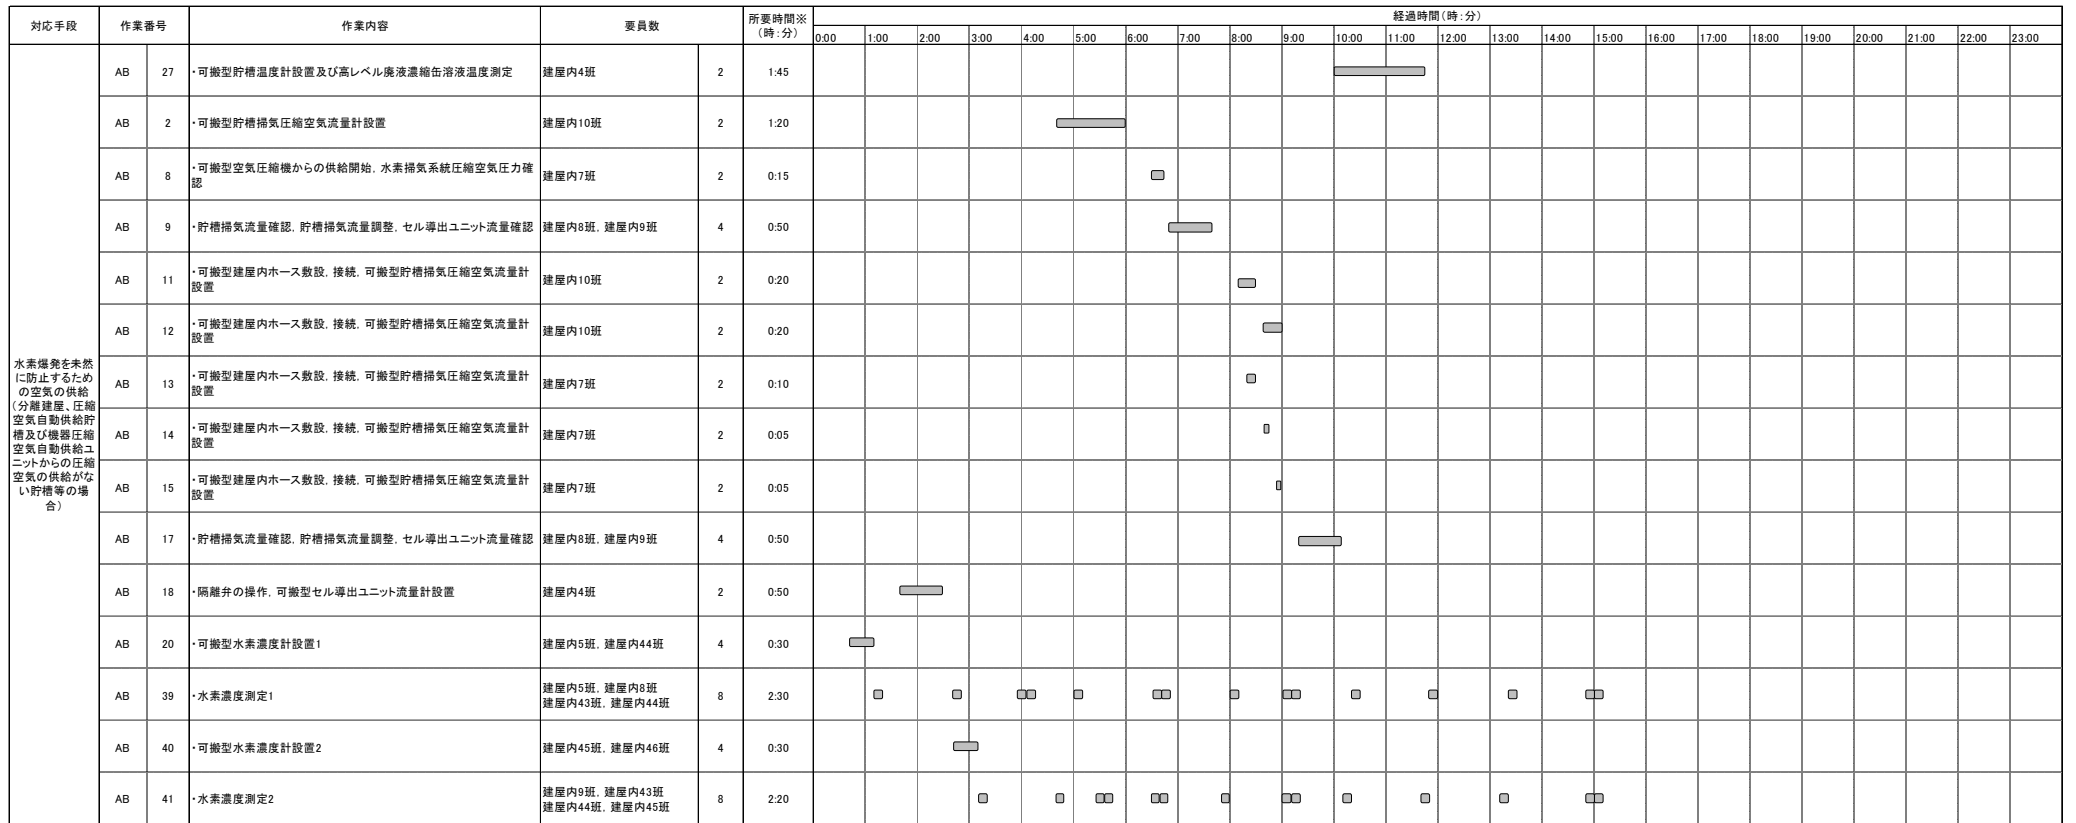 対応手段 作業番号 作業内容 要員数 所要時間※ 経過時間(時:分)
(時:分)
0:00 1:00 2:00 3:00 4:00 5:00 6:00 7:00 8:00 9:00 10:00 11:00 12:00 13:00 14:00 15:00 16:00 17:00 18:00 19:00 20:00 21:00 22:00 23:00
水素爆発を未然
に防止するため
の空気の供給
(分離建屋、圧縮
空気自動供給貯
槽及び機器圧縮
空気自動供給ユ
ニットからの圧縮
空気の供給がな
い貯槽等の場
合)
AB 27 ・可搬型貯槽温度計設置及び高レベル廃液濃縮缶溶液温度測定 建屋内4班 2 1:45
AB 2 ・可搬型貯槽掃気圧縮空気流量計設置 建屋内10班 2 1:20
AB 8 ・可搬型空気圧縮機からの供給開始，水素掃気系統圧縮空気圧力確
認 建屋内7班 2 0:15
AB 9 ・貯槽掃気流量確認，貯槽掃気流量調整，セル導出ユニット流量確認 建屋内8班，建屋内9班 4 0:50
AB 11 ・可搬型建屋内ホース敷設，接続，可搬型貯槽掃気圧縮空気流量計
設置 建屋内10班 2 0:20
AB 12 ・可搬型建屋内ホース敷設，接続，可搬型貯槽掃気圧縮空気流量計
設置 建屋内10班 2 0:20
AB 13 ・可搬型建屋内ホース敷設，接続，可搬型貯槽掃気圧縮空気流量計
設置 建屋内7班 2 0:10
AB 14 ・可搬型建屋内ホース敷設，接続，可搬型貯槽掃気圧縮空気流量計
設置 建屋内7班 2 0:05
AB 15 ・可搬型建屋内ホース敷設，接続，可搬型貯槽掃気圧縮空気流量計
設置 建屋内7班 2 0:05
AB 17 ・貯槽掃気流量確認，貯槽掃気流量調整，セル導出ユニット流量確認 建屋内8班，建屋内9班 4 0:50
AB 18 ・隔離弁の操作，可搬型セル導出ユニット流量計設置 建屋内4班 2 0:50
AB 20 ・可搬型水素濃度計設置1 建屋内5班，建屋内44班 4 0:30
AB 39 ・水素濃度測定1 建屋内5班，建屋内8班 8 2:30
建屋内43班，建屋内44班
AB 40 ・可搬型水素濃度計設置2 建屋内45班，建屋内46班 4 0:30
AB 41 ・水素濃度測定2 建屋内9班，建屋内43班 8 2:20
建屋内44班，建屋内45班